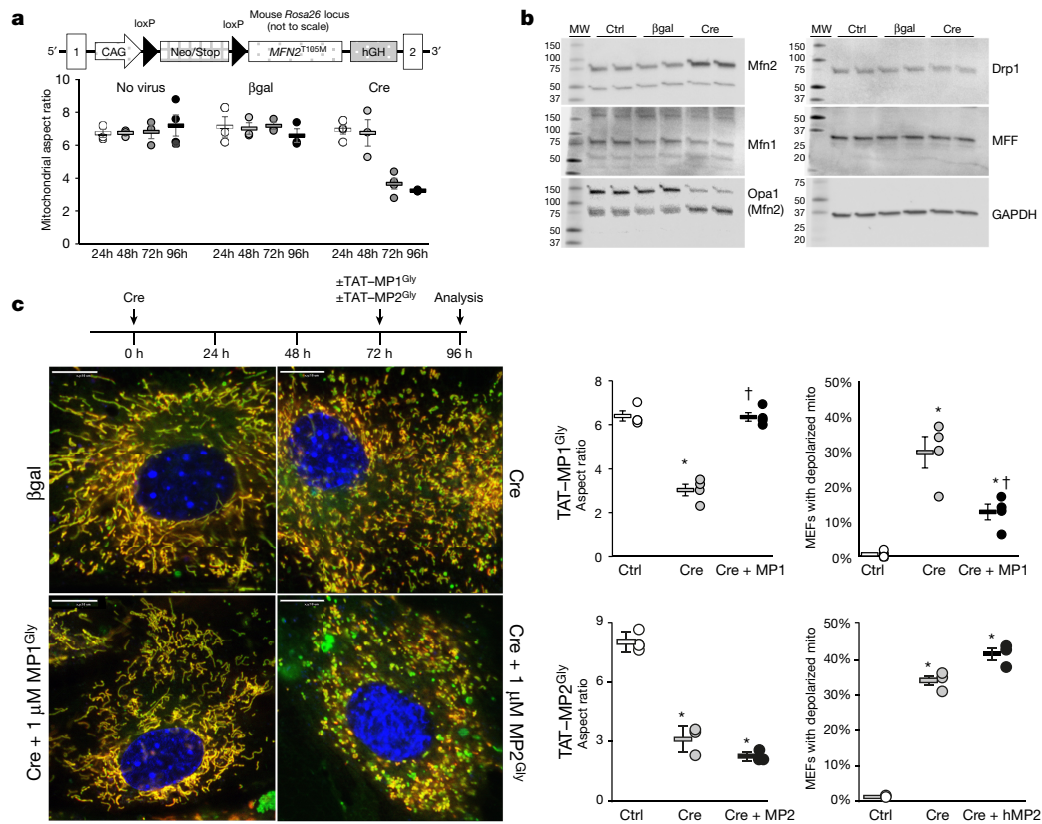 a
Mouse Rosa26 locus
(not to scale)
loxP
loxP
5′
1
CAG
Neo/Stop
MFN2T105M
hGH
2
3′
Mitochondrial aspect ratio
10
8
6
4
2
0
No virus
βgal
Cre
24h 48h 72h 96h
24h 48h 72h 96h
24h 48h 72h 96h
b
MW
Ctrl
βgal
Cre
150
100
75
50
37
Mfn2
150
100
75
50
Mfn1
150
100
75
50
37
Opa1
(Mfn2)
MW
Ctrl
βgal
Cre
150
100
75
50
37
Drp1
50
37
25
20
MFF
75
50
37
25
20
GAPDH
c
±TAT–MP1Gly
±TAT–MP2Gly
Cre
Analysis
0 h
24 h
48 h
72 h
96 h
βgal
Cre
Cre + 1 μM MP1Gly
Cre + 1 μM MP2Gly
TAT–MP1Gly
Aspect ratio
8
6
4
2
0
*
†
Ctrl
Cre
Cre + MP1
MEFs with depolarized mito
50%
40%
30%
20%
10%
0%
*
* †
Ctrl
Cre
Cre + MP1
TAT–MP2Gly
Aspect ratio
9
6
3
0
*
*
Ctrl
Cre
Cre + MP2
MEFs with depolarized mito
50%
40%
30%
20%
10%
0%
*
*
Ctrl
Cre
Cre + hMP2